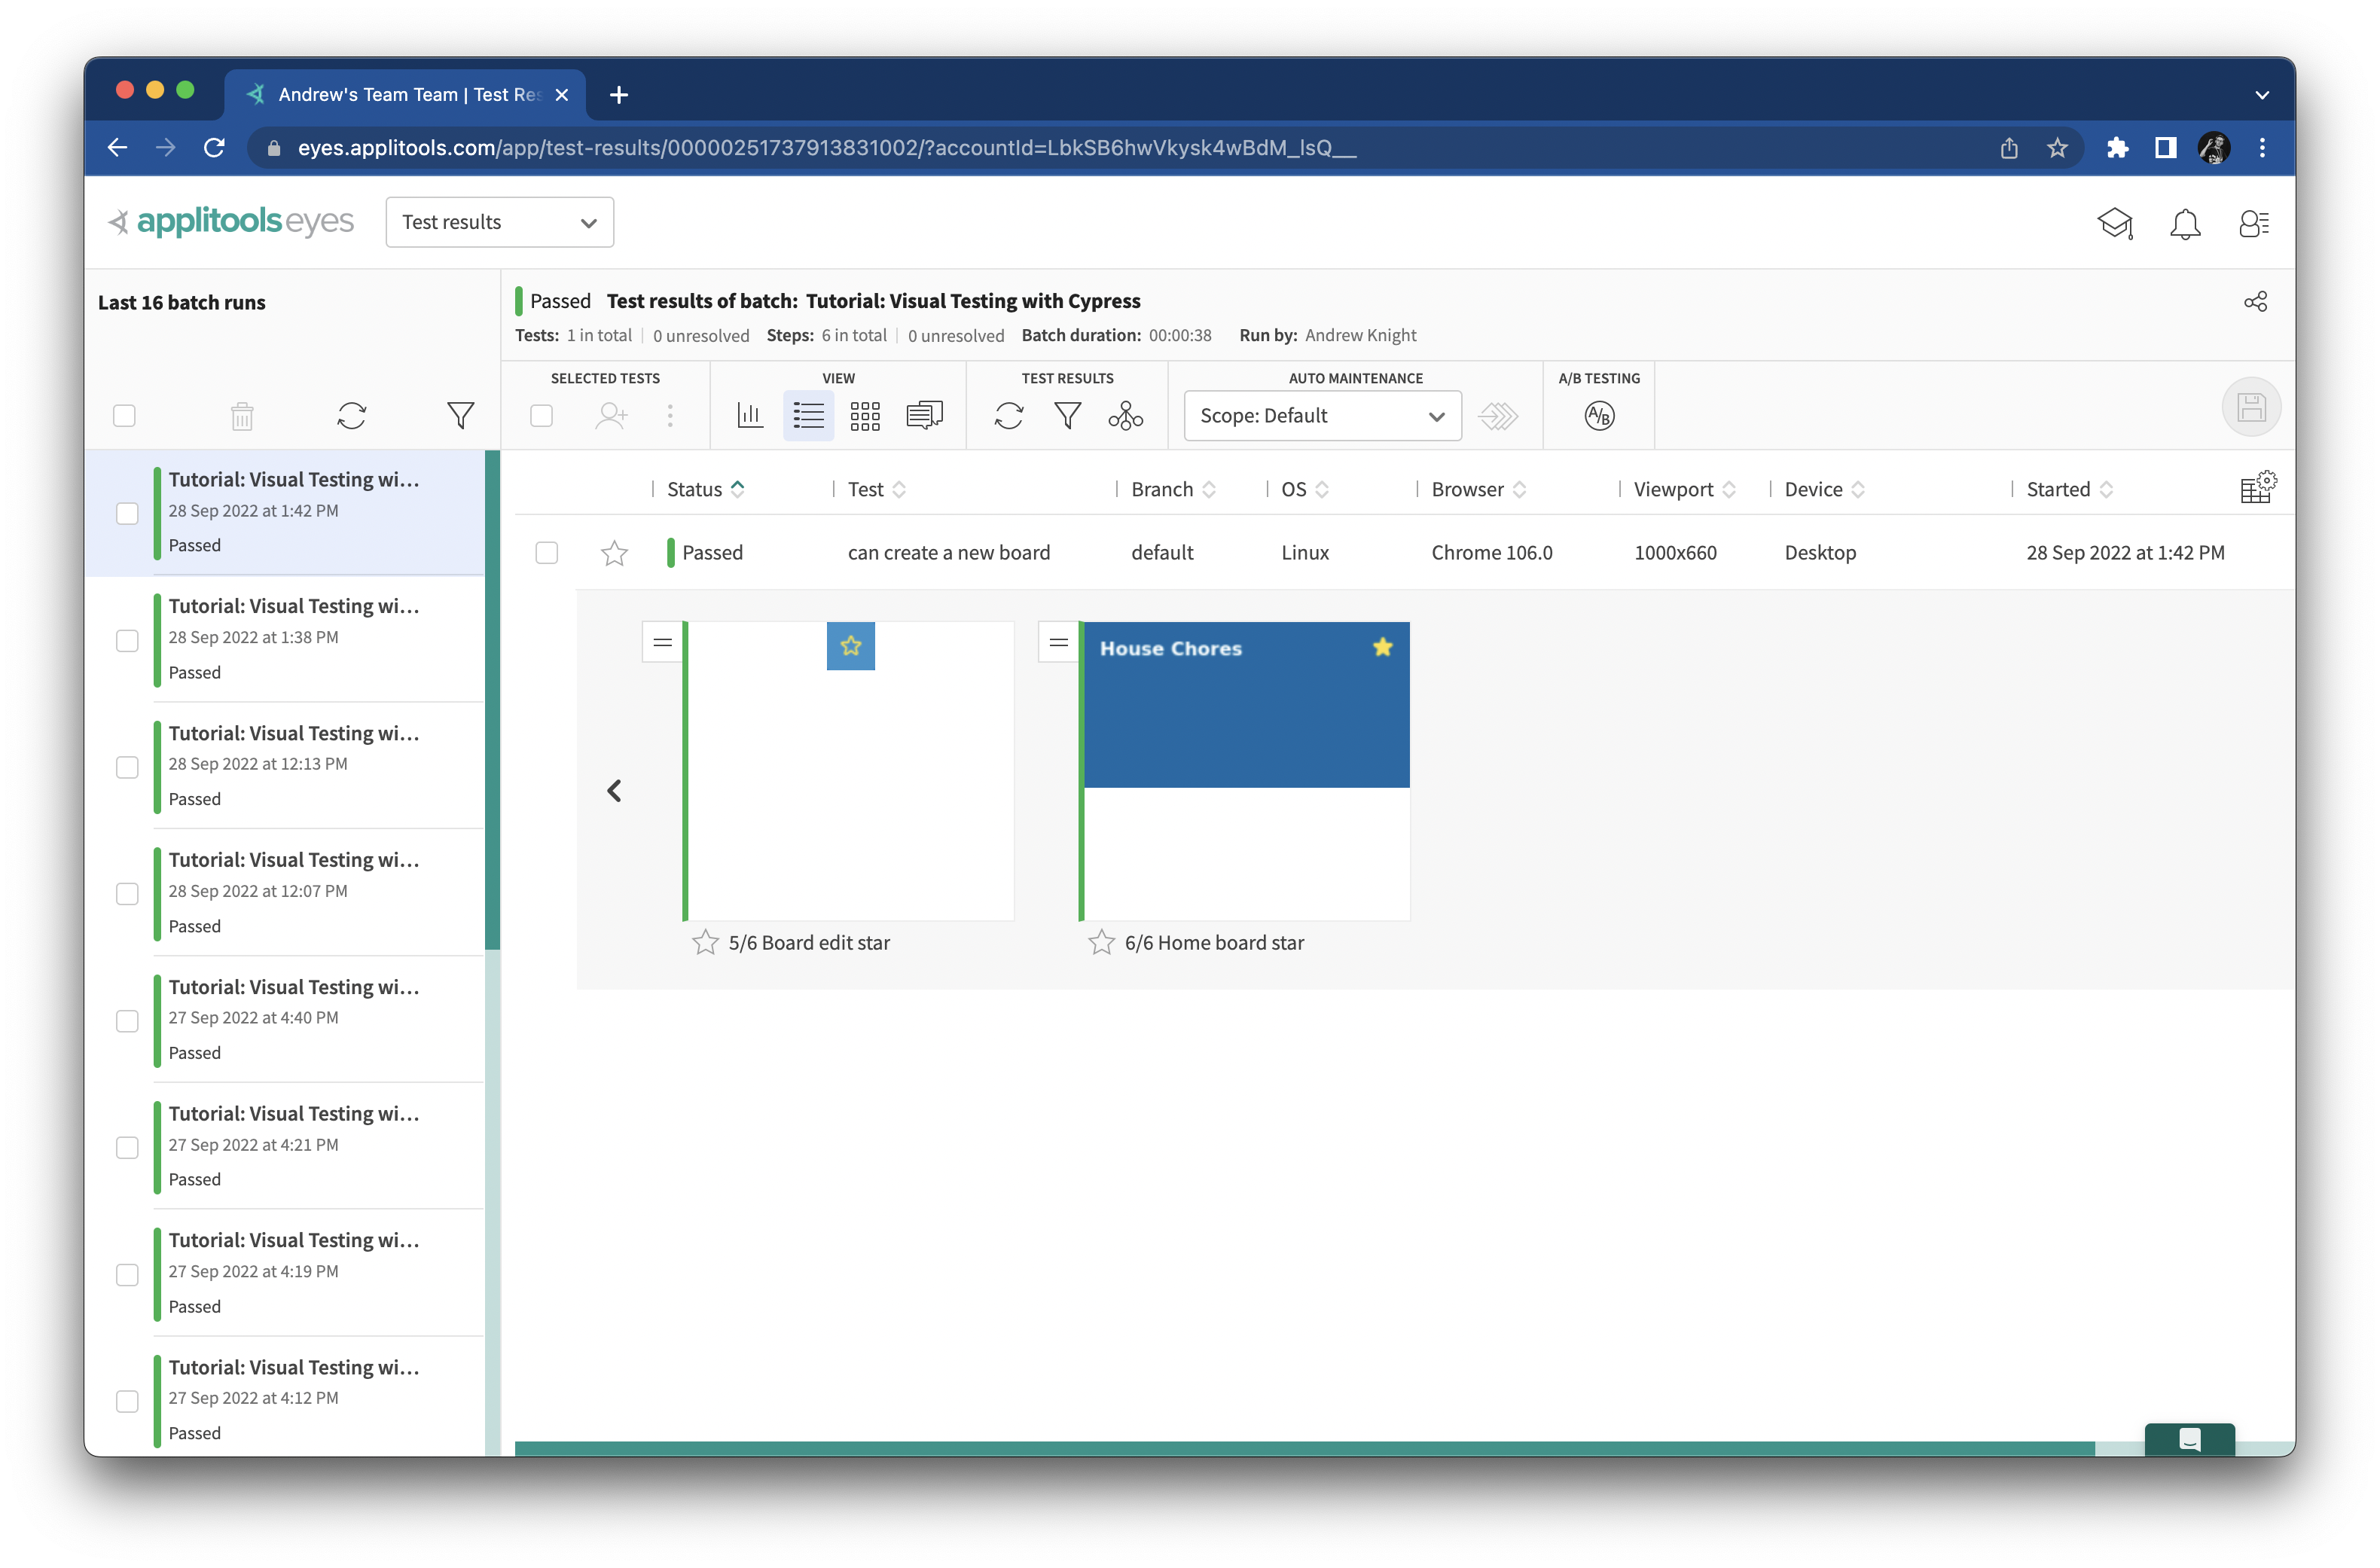 Andrew's Team Team | Test Res
eyes.applitools.com/app/test-results/00000251737913831002/?accountId=LbkSB6hwVkysk4wBdM_IsQ__
applitools eyes
Test results
Last 16 batch runs
Passed Test results of batch: Tutorial: Visual Testing with Cypress
Tests: 1 in total | 0 unresolved Steps: 6 in total | 0 unresolved Batch duration: 00:00:38 Run by: Andrew Knight
SELECTED TESTS VIEW TEST RESULTS AUTO MAINTENANCE A/B TESTING
Scope: Default
A/B
Tutorial: Visual Testing wi...
28 Sep 2022 at 1:42 PM
Passed
Tutorial: Visual Testing wi...
28 Sep 2022 at 1:38 PM
Passed
Tutorial: Visual Testing wi...
28 Sep 2022 at 12:13 PM
Passed
Tutorial: Visual Testing wi...
28 Sep 2022 at 12:07 PM
Passed
Tutorial: Visual Testing wi...
27 Sep 2022 at 4:40 PM
Passed
Tutorial: Visual Testing wi...
27 Sep 2022 at 4:21 PM
Passed
Tutorial: Visual Testing wi...
27 Sep 2022 at 4:19 PM
Passed
Tutorial: Visual Testing wi...
27 Sep 2022 at 4:12 PM
Passed
Status Test Branch OS Browser Viewport Device Started
Passed can create a new board default Linux Chrome 106.0 1000x660 Desktop 28 Sep 2022 at 1:42 PM
House Chores
5/6 Board edit star
6/6 Home board star